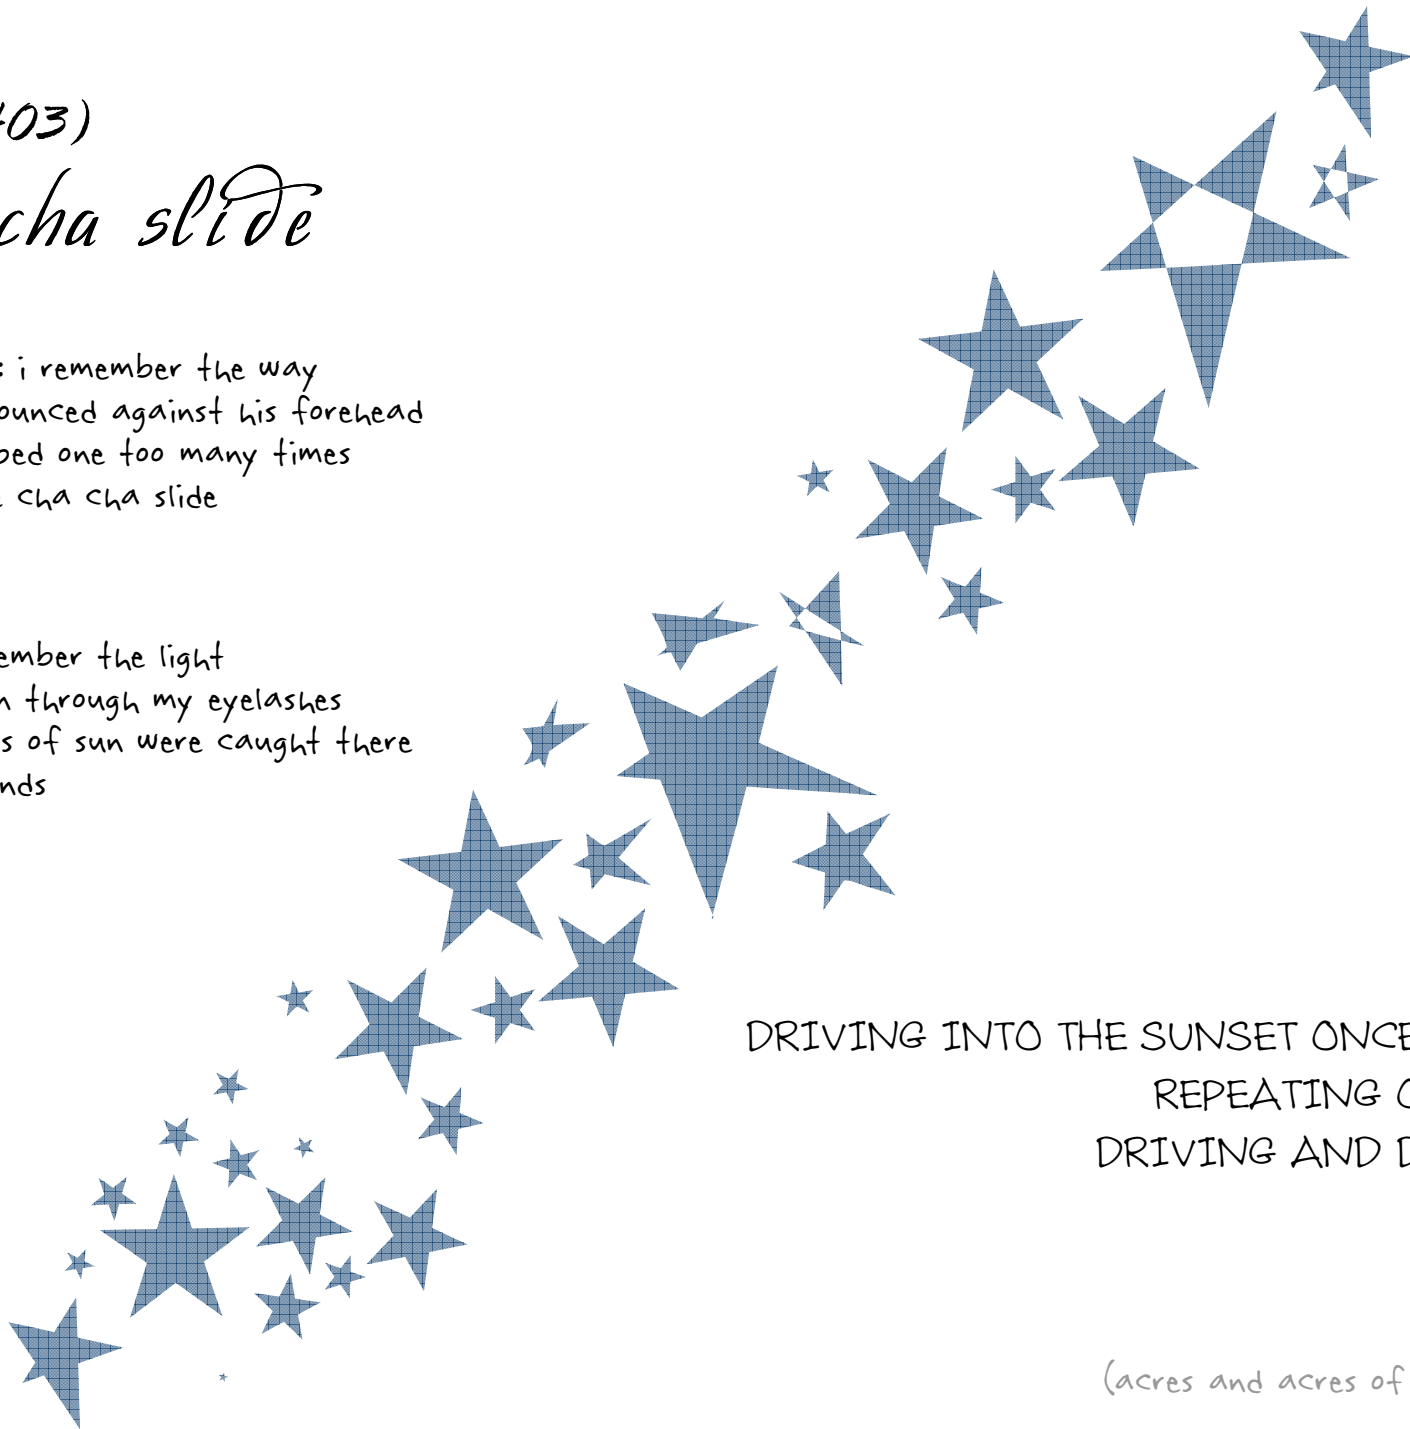 03)
cha slide
: i remember the way
ounced against his forehead
ped one too many times
cha cha slide
ember the light
through my eyelashes
s of sun were caught there
nds
DRIVING INTO THE SUNSET ONCE
REPEATING
DRIVING AND D
(acres and acres of